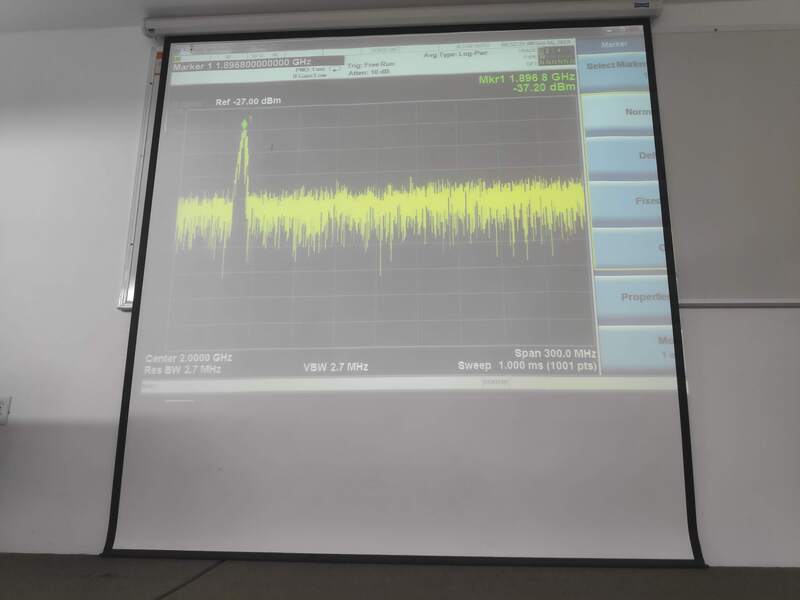 Marker
Avg Type: Log-Pwr
Marker 1 1.896800000000 GHz
Trig: Free Run
Atten: 10 dB
Select Marker
Mkr1 1.896 8 GHz
-37.20 dBm
Ref -27.00 dBm
Norm
Del
Fixed
Properties
Center 2.0000 GHz
Span 300.0 MHz
Res BW 2.7 MHz
VBW 2.7 MHz
Sweep 1.000 ms (1001 pts)